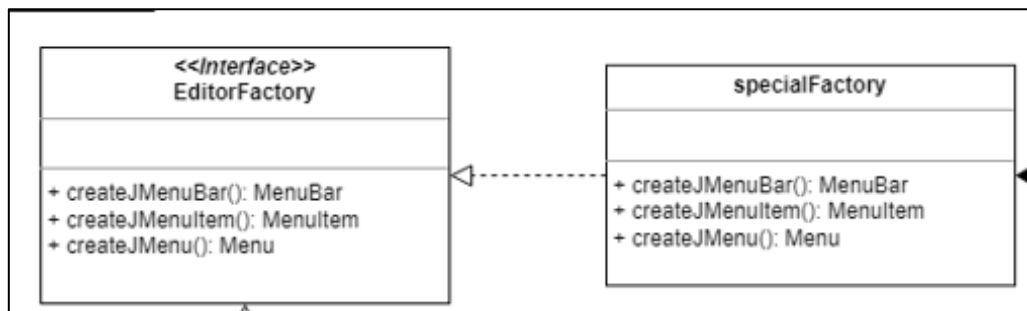 <<Interface>>
EditorFactory
+ createJMenuBar(): MenuBar
+ createJMenuItem(): MenuItem
+ createJMenu(): Menu
specialFactory
+ createJMenuBar(): MenuBar
+ createJMenuItem(): MenuItem
+ createJMenu(): Menu